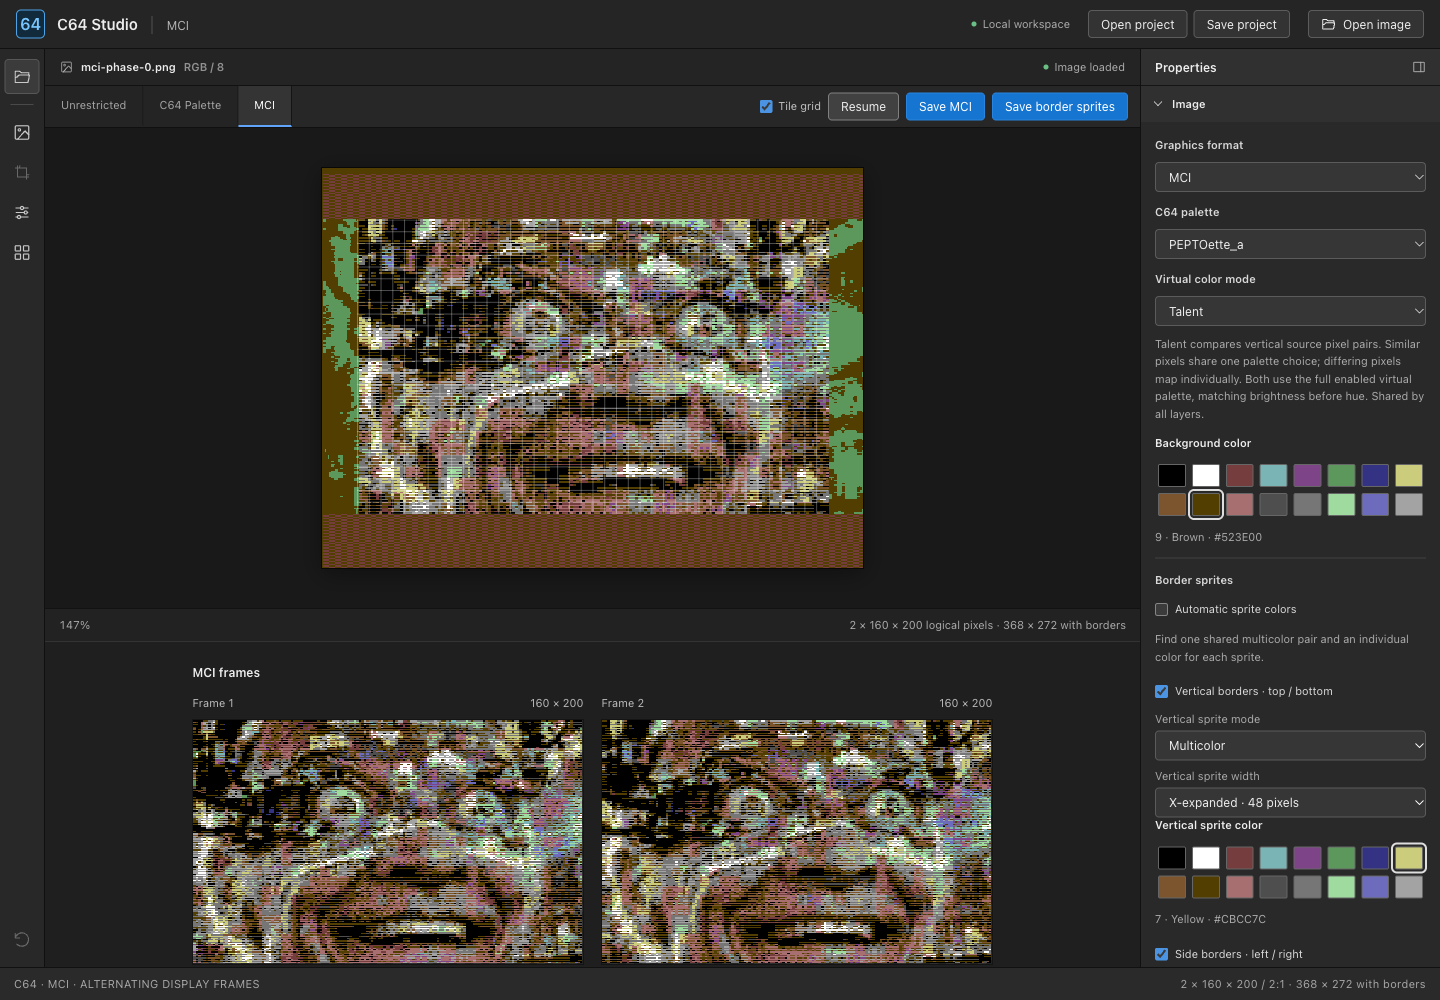 64 C64 Studio MCI
Local workspace Open project Save project Open image
mci-phase-0.png RGB / 8 Image loaded
Unrestricted C64 Palette MCI Tile grid Resume Save MCI Save border sprites
147% 2 × 160 × 200 logical pixels · 368 × 272 with borders
MCI frames
Frame 1 160 × 200 Frame 2 160 × 200
Properties
Image
Graphics format
MCI
C64 palette
PEPTOette_a
Virtual color mode
Talent
Talent compares vertical source pixel pairs. Similar
pixels share one palette choice; differing pixels
map individually. Both use the full enabled virtual
palette, matching brightness before hue. Shared by
all layers.
Background color
9 · Brown · #523E00
Border sprites
Automatic sprite colors
Find one shared multicolor pair and an individual
color for each sprite.
Vertical borders · top / bottom
Vertical sprite mode
Multicolor
Vertical sprite width
X-expanded · 48 pixels
Vertical sprite color
7 · Yellow · #CBCC7C
Side borders · left / right
C64 · MCI · ALTERNATING DISPLAY FRAMES 2 × 160 × 200 / 2:1 · 368 × 272 with borders